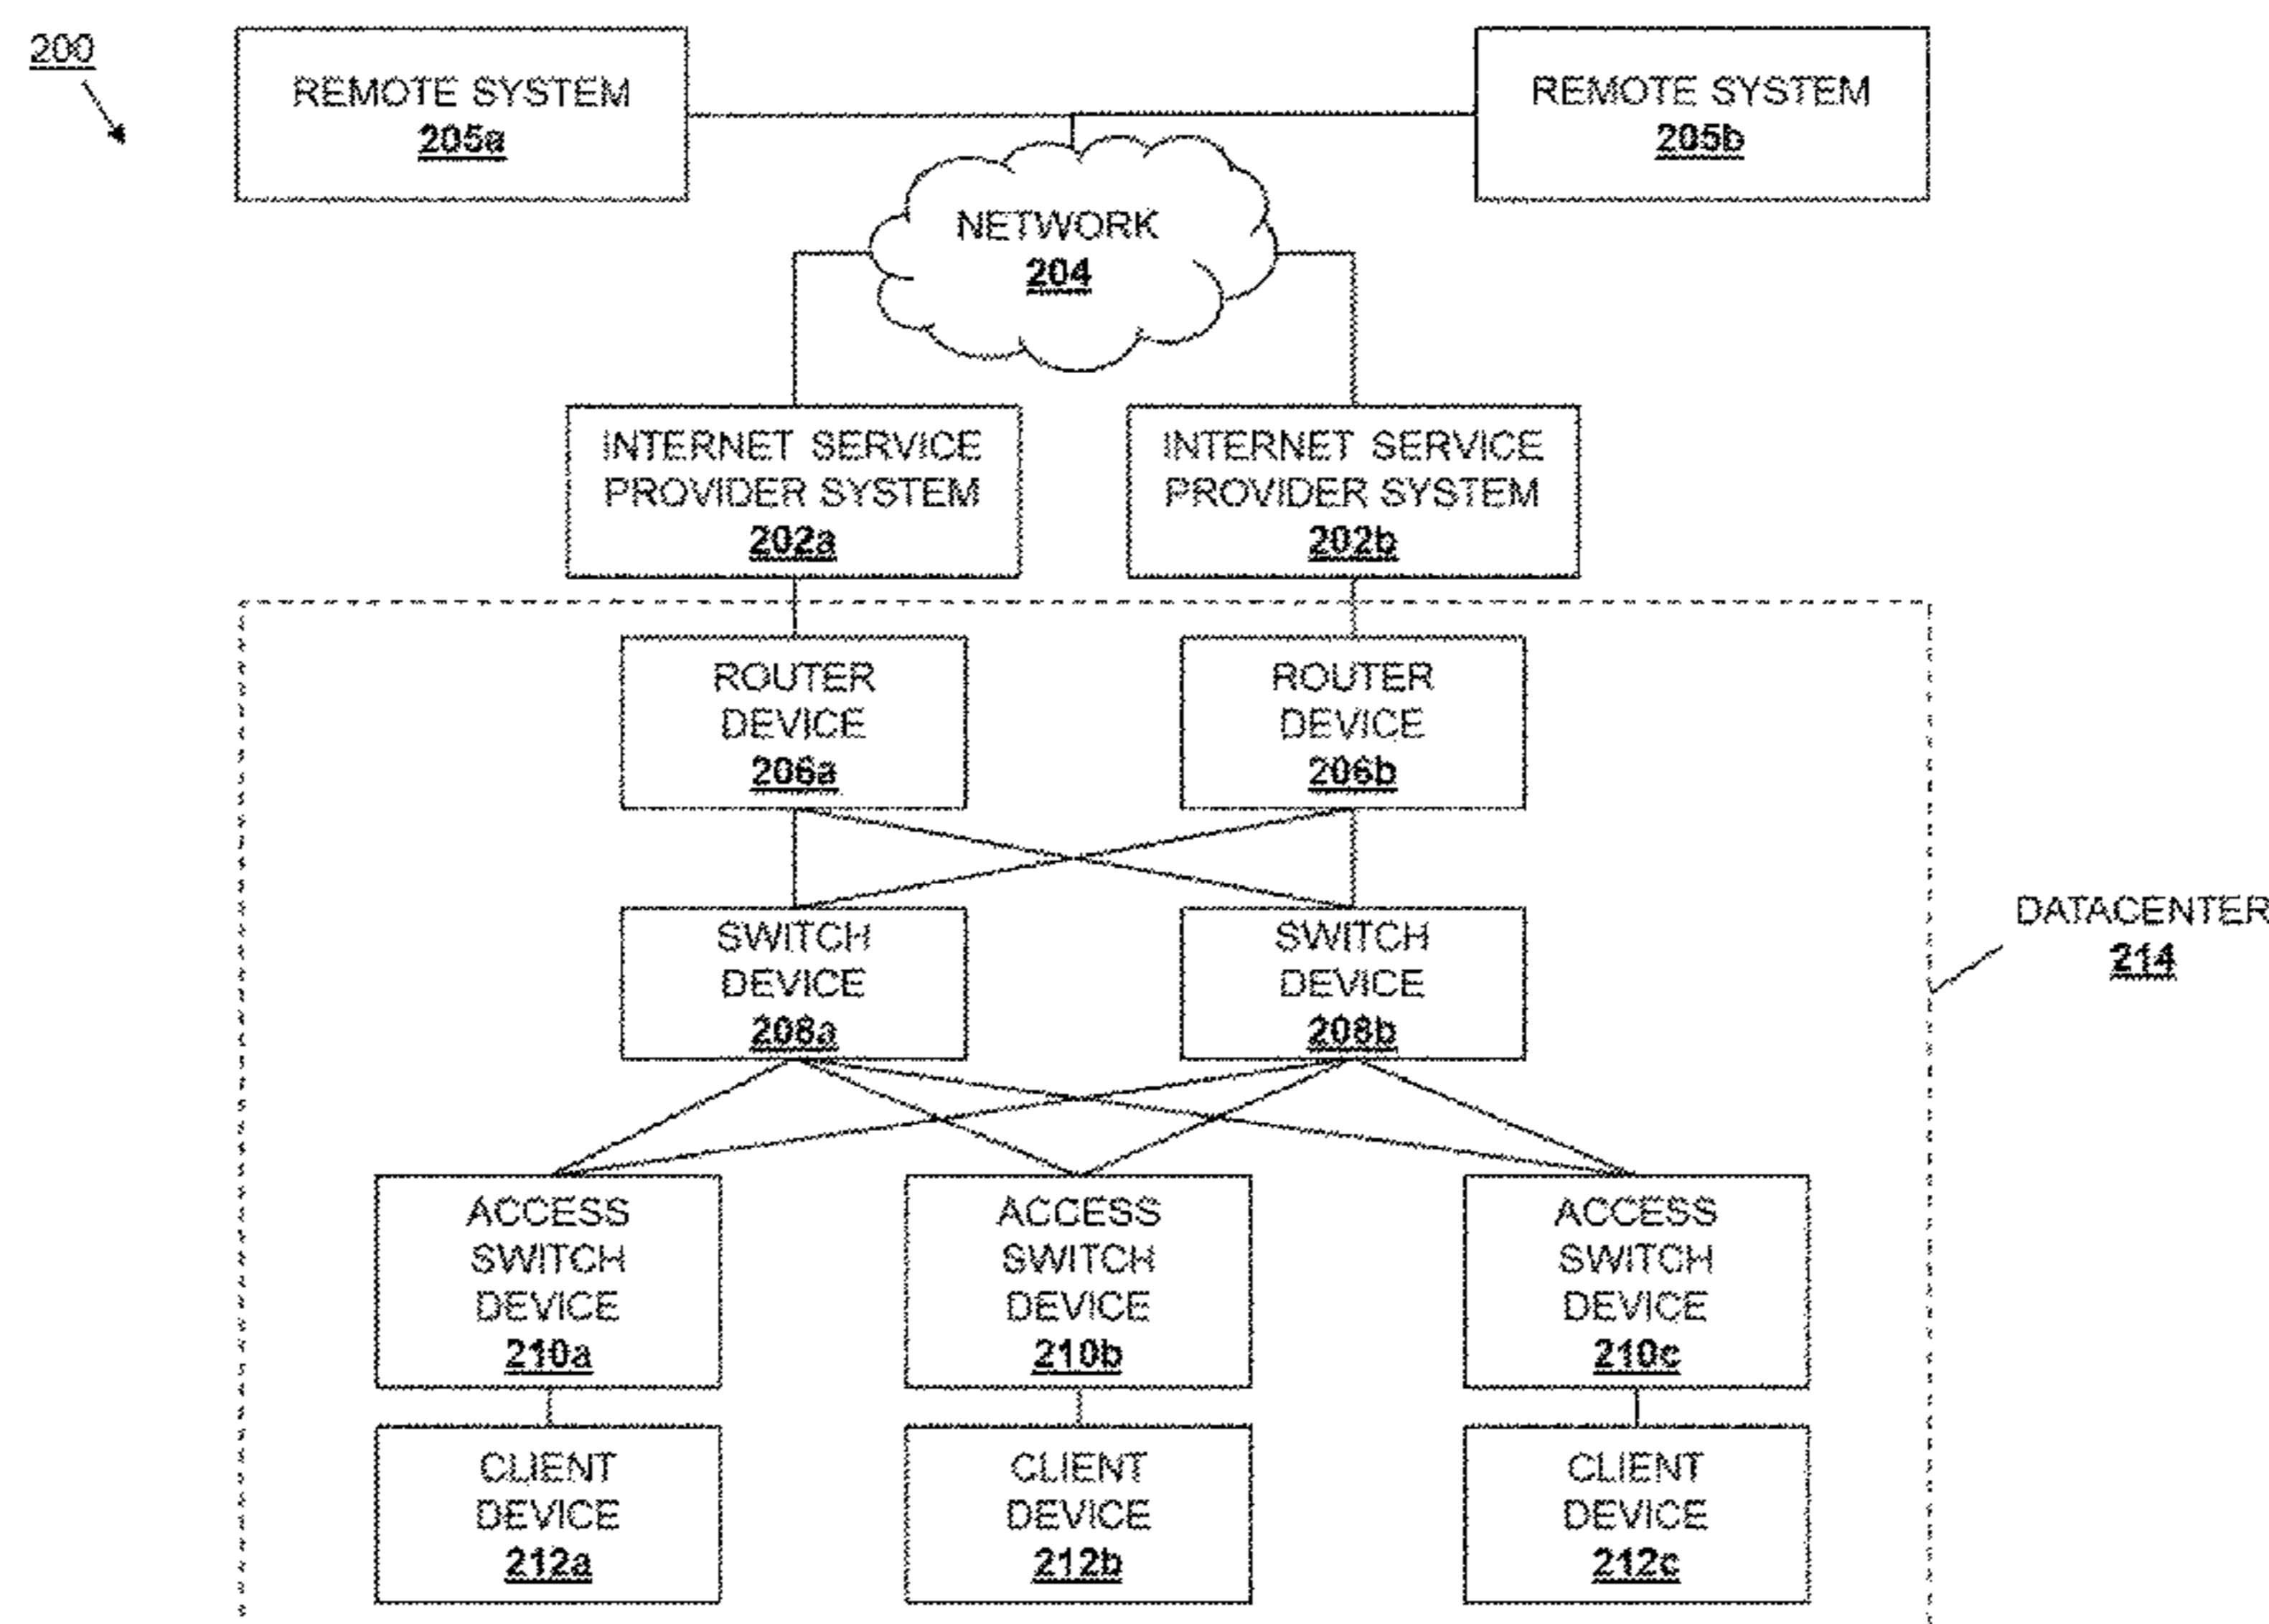 200
REMOTE SYSTEM
205a
REMOTE SYSTEM
205b
NETWORK
204
INTERNET SERVICE
PROVIDER SYSTEM
202a
INTERNET SERVICE
PROVIDER SYSTEM
202b
ROUTER
DEVICE
206a
ROUTER
DEVICE
206b
SWITCH
DEVICE
208a
SWITCH
DEVICE
208b
DATACENTER
214
ACCESS
SWITCH
DEVICE
210a
ACCESS
SWITCH
DEVICE
210b
ACCESS
SWITCH
DEVICE
210c
CLIENT
DEVICE
212a
CLIENT
DEVICE
212b
CLIENT
DEVICE
212c